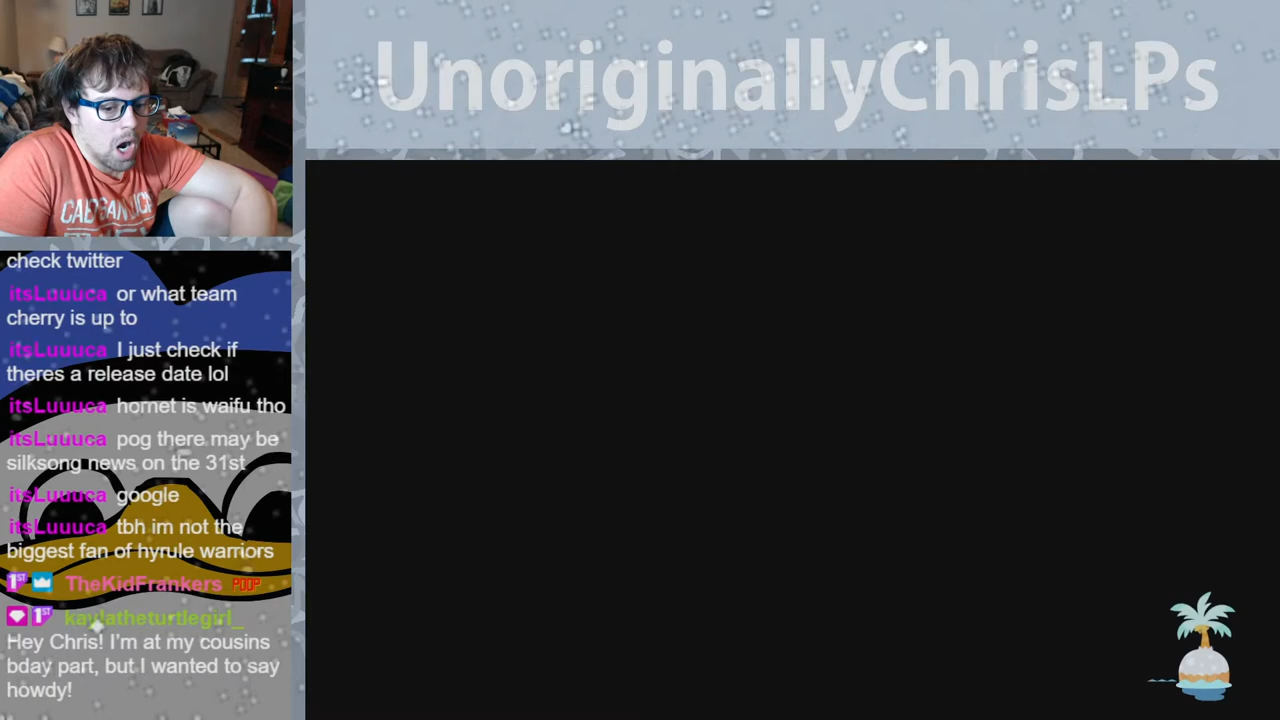 UnoriginallyChrisLPs
check twitter
itsLuuuca or what team
cherry is up to
itsLuuuca I just check if
theres a release date lol
itsLuuuca hornet is waifu tho
itsLuuuca pog there may be
silksong news on the 31st
itsLuuuca google
itsLuuuca tbh im not the
biggest fan of hyrule warriors
1ST TheKidFrankers POOP
1ST kaylatheturtlegirl_
Hey Chris! I'm at my cousins
bday part, but I wanted to say
howdy!